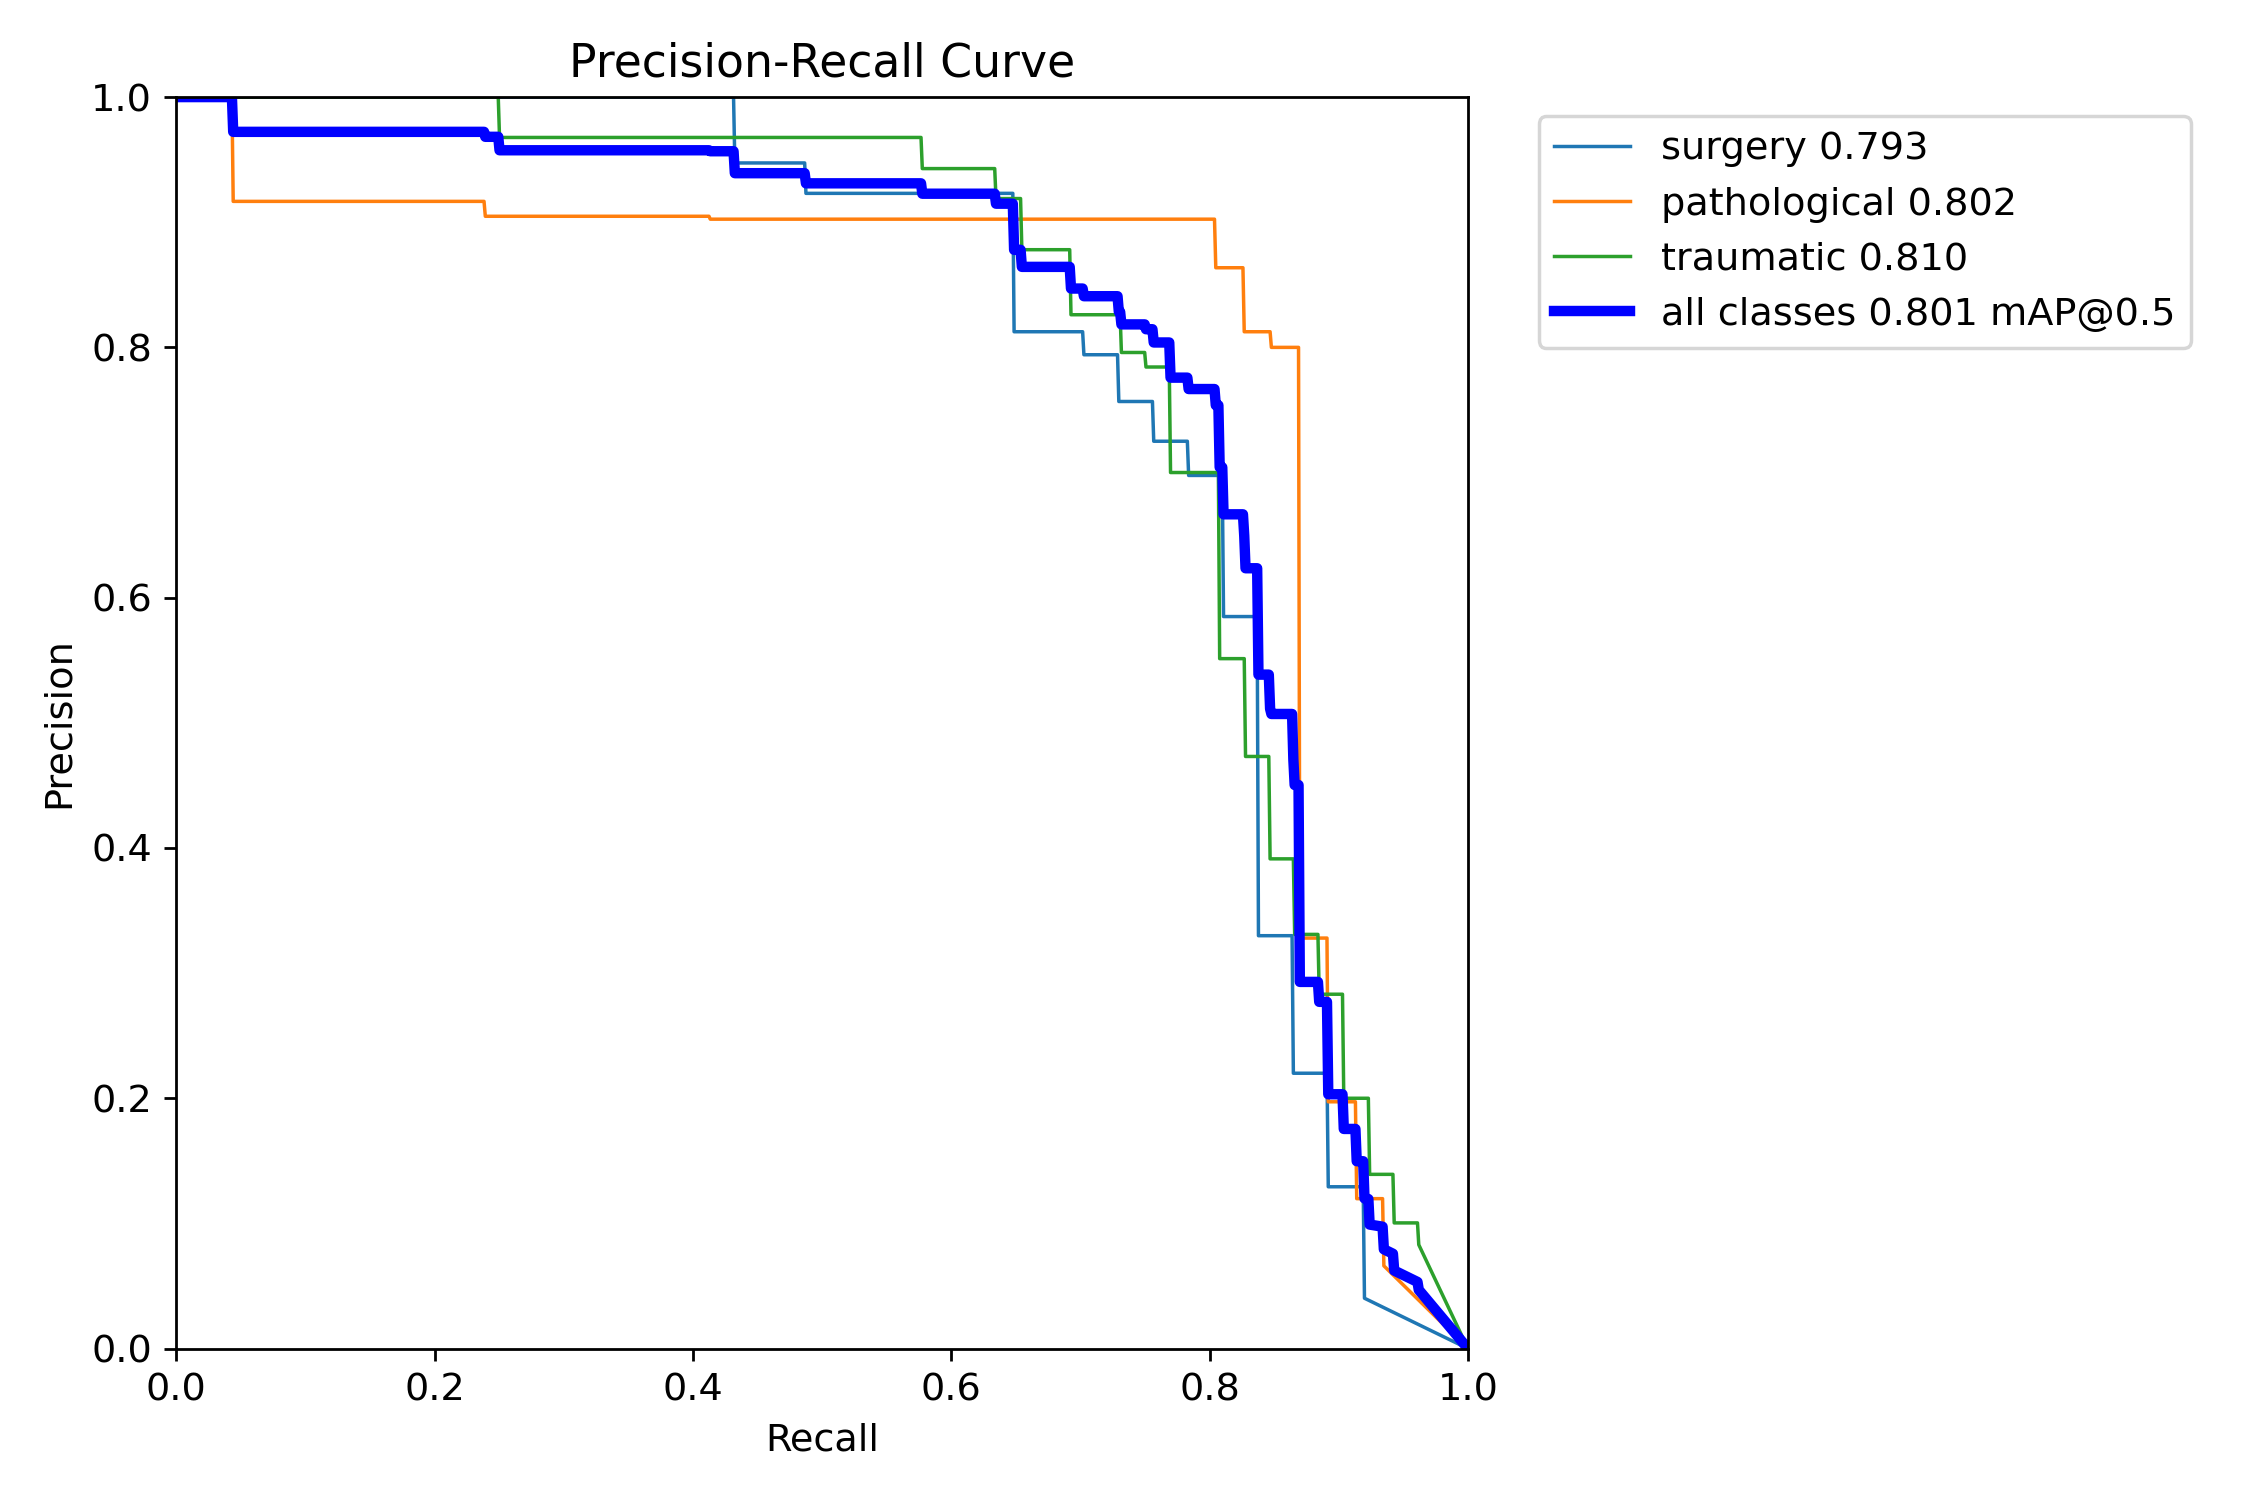 Precision-Recall Curve
1.0
0.8
0.6
0.4
0.2
0.0
Precision
0.0 0.2 0.4 0.6 0.8 1.0
Recall
surgery 0.793
pathological 0.802
traumatic 0.810
all classes 0.801 mAP@0.5